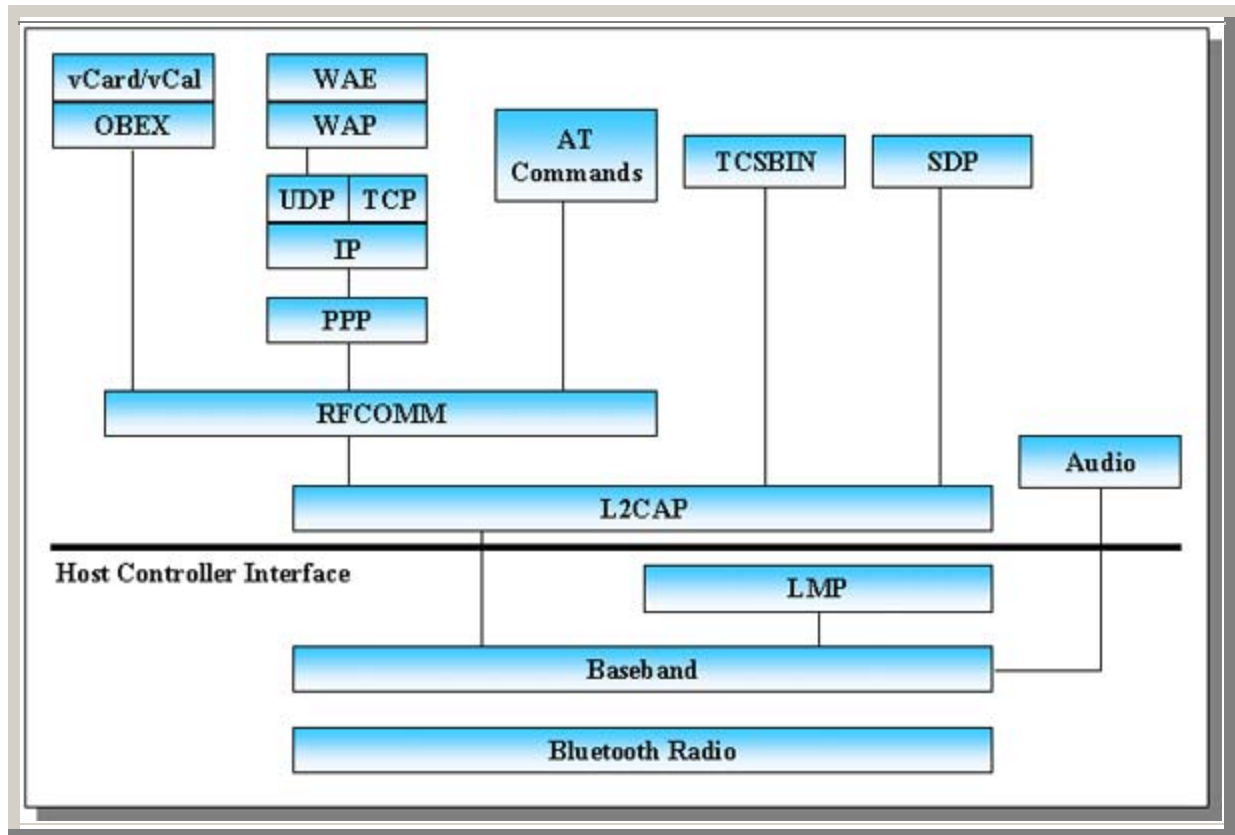 vCard/vCal
OBEX
WAE
WAP
UDP
TCP
IP
PPP
AT
Commands
TCSBIN
SDP
RFCOMM
Audio
L2CAP
Host Controller Interface
LMP
Baseband
Bluetooth Radio